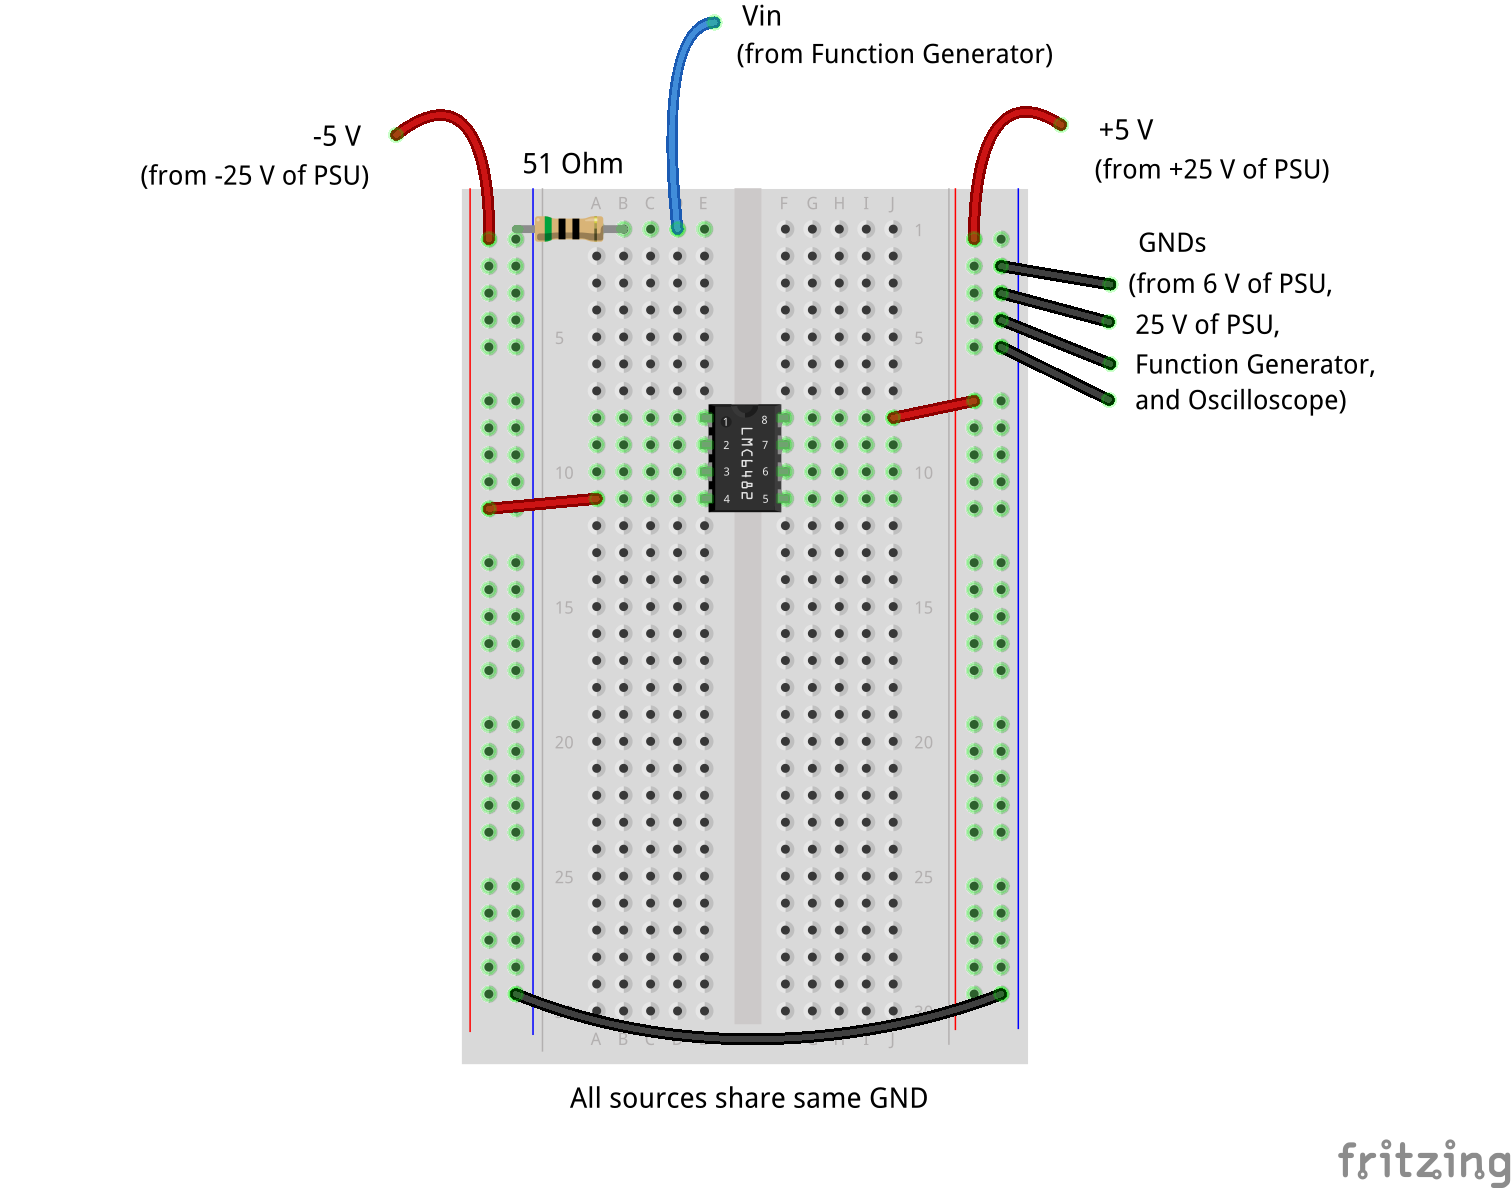 Vin
(from Function Generator)
-5 V
(from -25 V of PSU)
51 Ohm
+5 V
(from +25 V of PSU)
A B C E F G H I J
1 1
GNDs
(from 6 V of PSU,
25 V of PSU,
Function Generator,
and Oscilloscope)
5 5
1 8
2 7
3 6
4 5
LMC6482
10 10
15 15
20 20
25 25
30
A B C D G H I J
All sources share same GND
fritzing